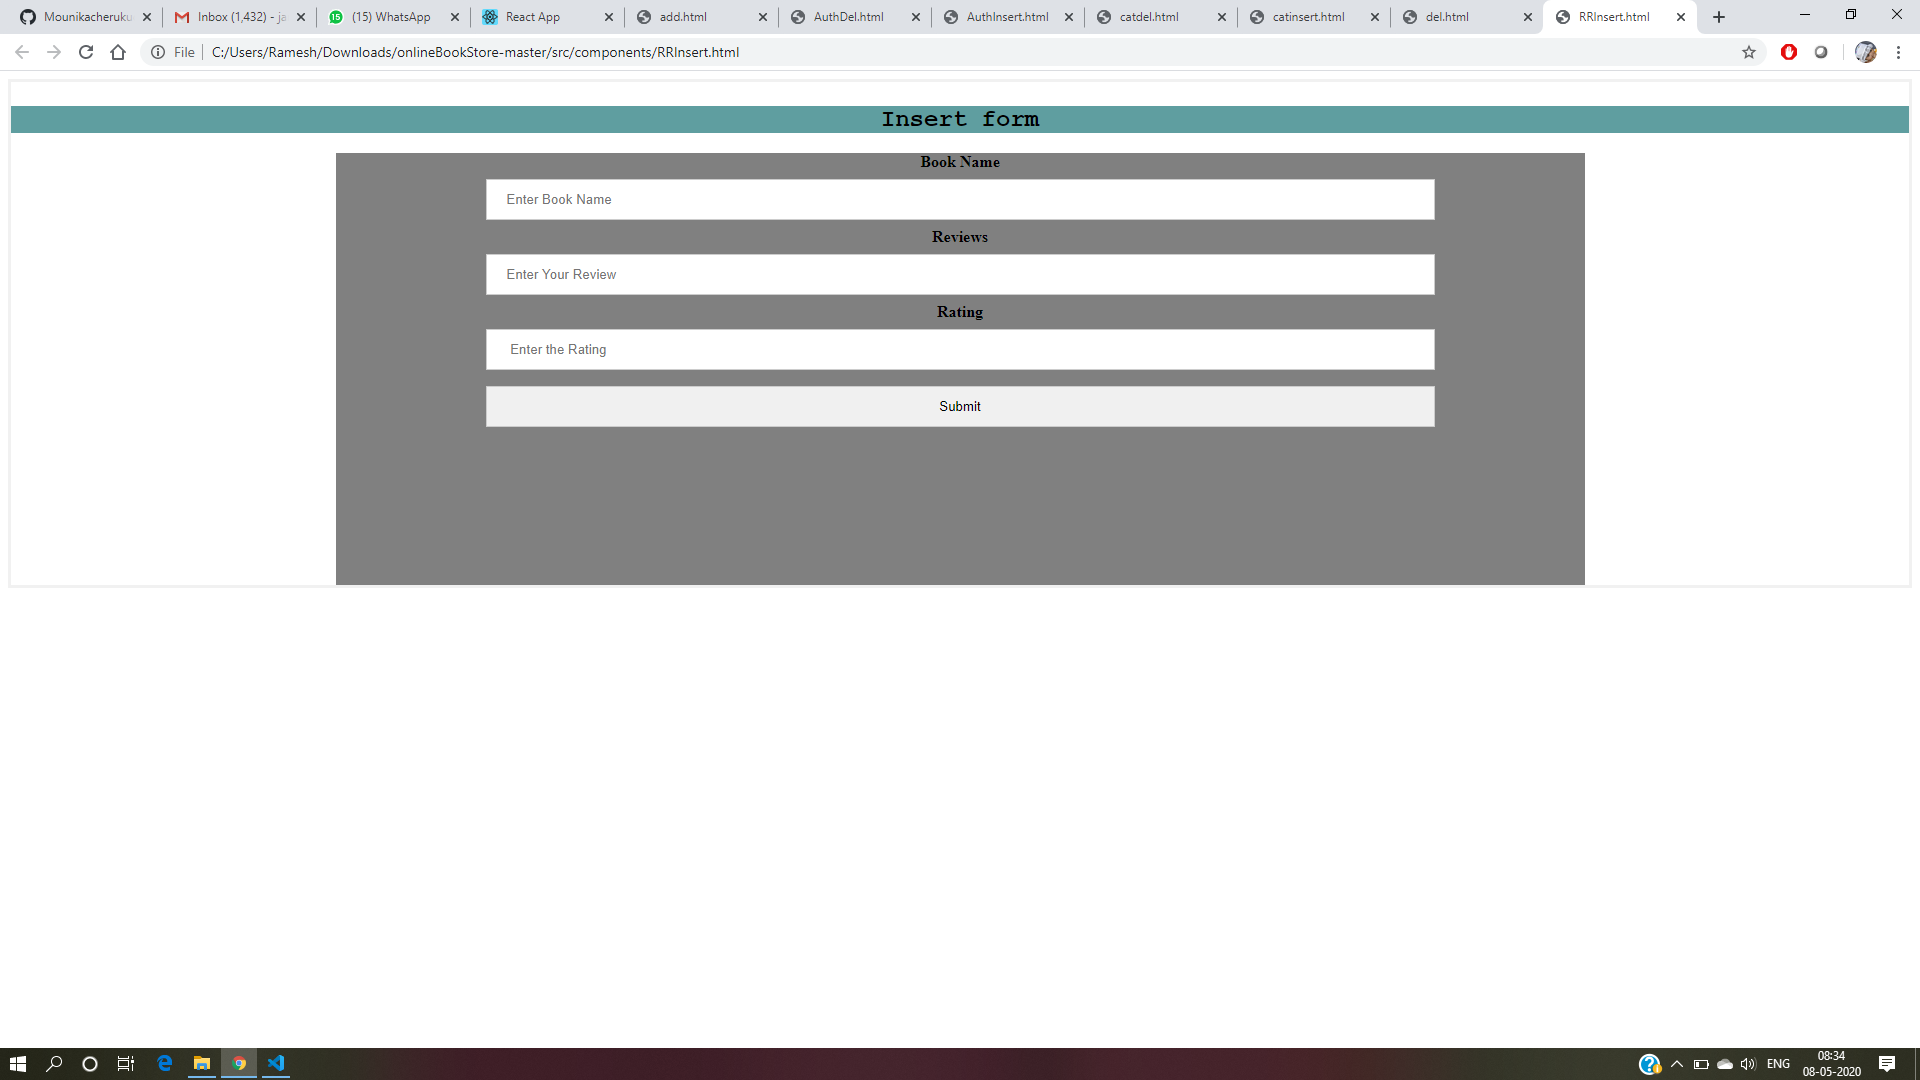 Mounikacheruku
Inbox (1,432) - ja
(15) WhatsApp
React App
add.html
AuthDel.html
AuthInsert.html
catdel.html
catinsert.html
del.html
RRInsert.html
File
C:/Users/Ramesh/Downloads/onlineBookStore-master/src/components/RRInsert.html
Insert form
Book Name
Enter Book Name
Reviews
Enter Your Review
Rating
Enter the Rating
Submit
ENG
08:34
08-05-2020